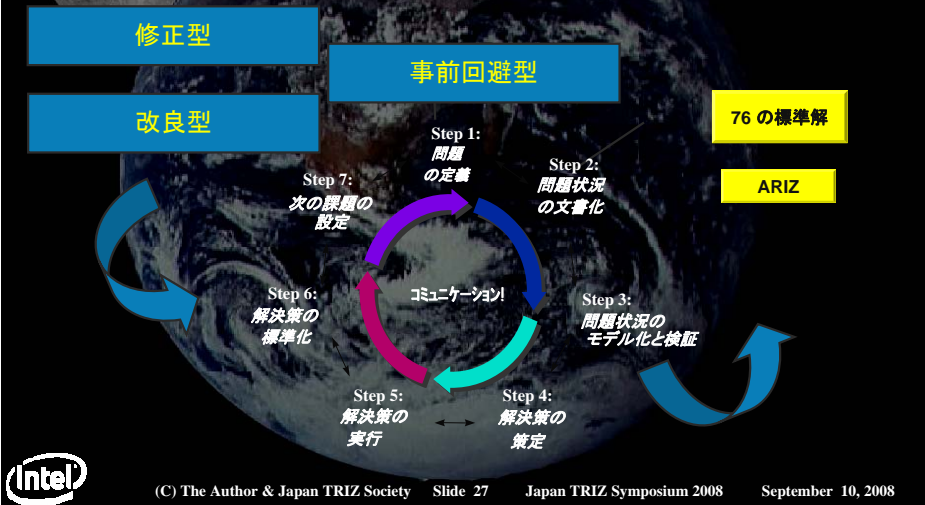 修正型
事前回避型
改良型
76 の標準解
ARIZ
Step 1:
問題
の定義
Step 2:
問題状況
の文書化
Step 7:
次の課題の
設定
コミュニケーション!
Step 6:
解決策の
標準化
Step 3:
問題状況の
モデル化と検証
Step 5:
解決策の
実行
Step 4:
解決策の
策定
intel
(C) The Author & Japan TRIZ Society Slide 27 Japan TRIZ Symposium 2008 September 10, 2008